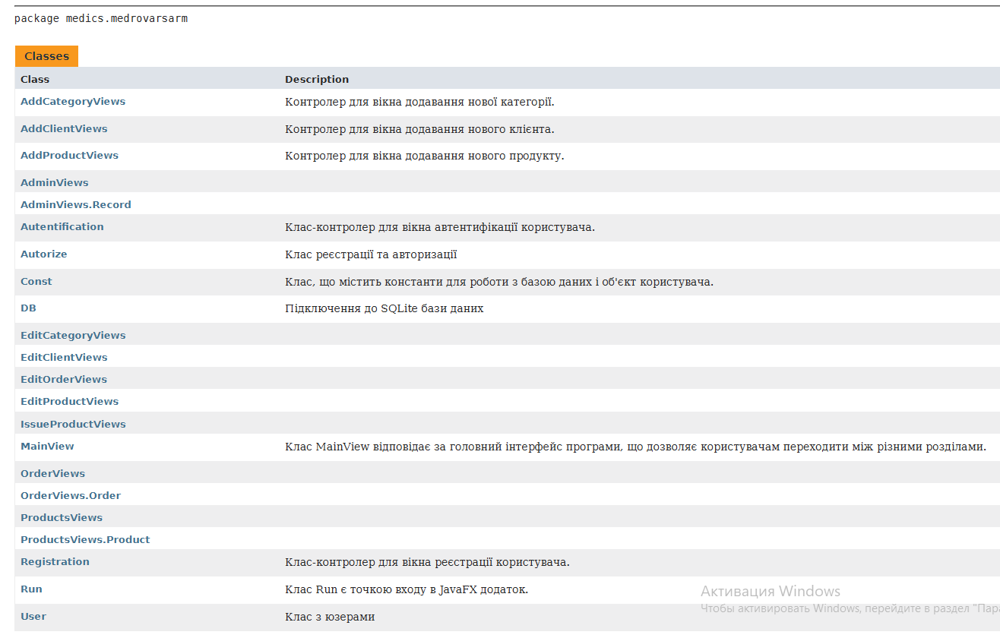 package medics.medrovarsarm
Classes
Class Description
AddCategoryViews Контролер для вікна додавання нової категорії.
AddClientViews Контролер для вікна додавання нового клієнта.
AddProductViews Контролер для вікна додавання нового продукту.
AdminViews
AdminViews.Record
Autentification Клас-контролер для вікна автентифікації користувача.
Autorize Клас реєстрації та авторизації
Const Клас, що містить константи для роботи з базою даних і об'єкт користувача.
DB Підключення до SQLite бази даних
EditCategoryViews
EditClientViews
EditOrderViews
EditProductViews
IssueProductViews
MainView Клас MainView відповідає за головний інтерфейс програми, що дозволяє користувачам переходити між різними розділами.
OrderViews
OrderViews.Order
ProductsViews
ProductsViews.Product
Registration Клас-контролер для вікна реєстрації користувача.
Run Клас Run є точкою входу в JavaFX додаток.
User Клас з юзерами
Активация Windows
Чтобы активировать Windows, перейдите в раздел "Пар